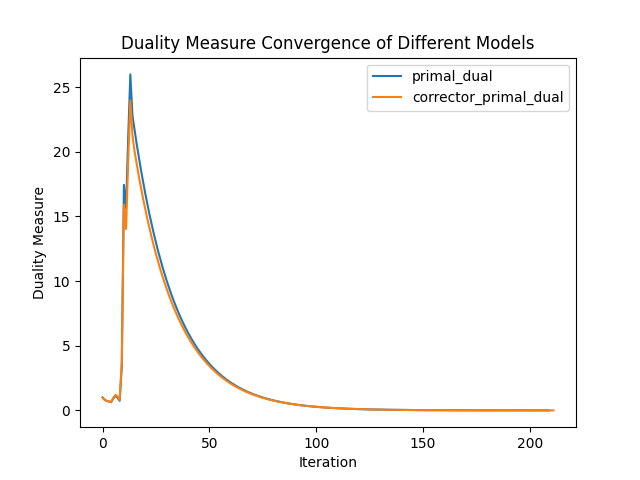 Duality Measure Convergence of Different Models
primal_dual
corrector_primal_dual
25
20
15
10
5
0
Duality Measure
0
50
100
150
200
Iteration